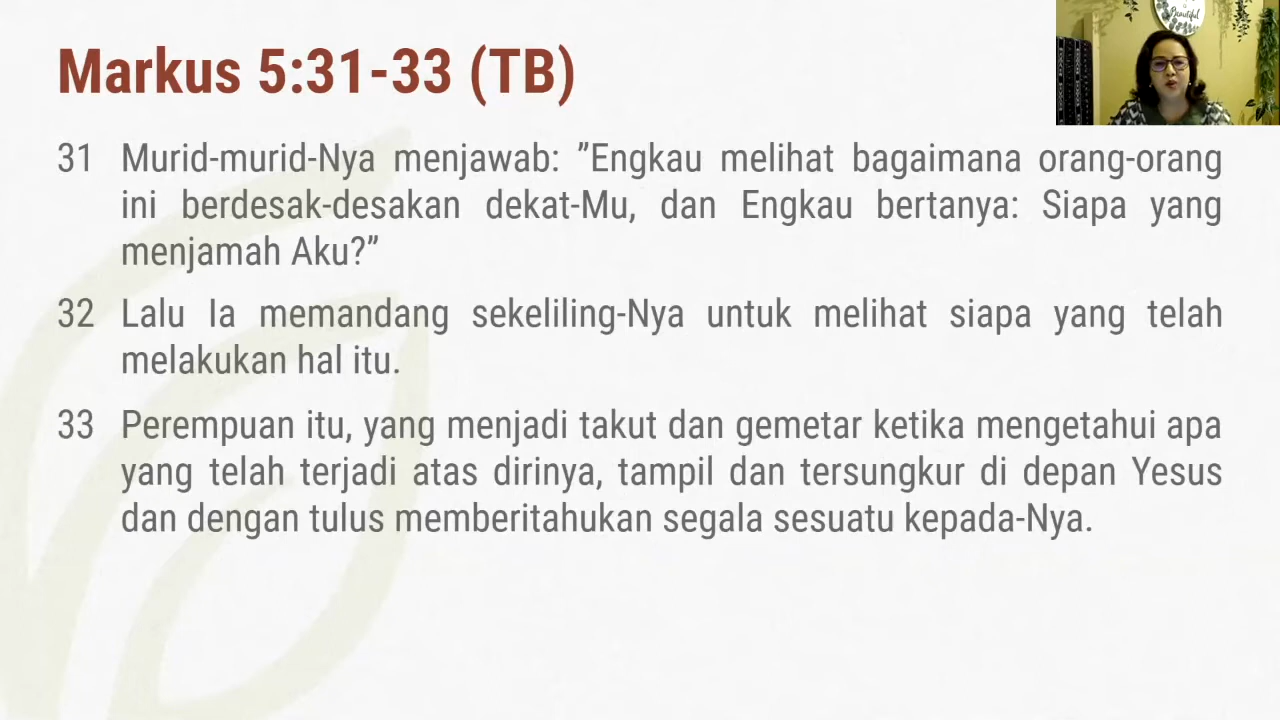 Beautiful
Markus 5:31-33 (TB)
31 Murid-murid-Nya menjawab: ”Engkau melihat bagaimana orang-orang
ini berdesak-desakan dekat-Mu, dan Engkau bertanya: Siapa yang
menjamah Aku?”
32 Lalu Ia memandang sekeliling-Nya untuk melihat siapa yang telah
melakukan hal itu.
33 Perempuan itu, yang menjadi takut dan gemetar ketika mengetahui apa
yang telah terjadi atas dirinya, tampil dan tersungkur di depan Yesus
dan dengan tulus memberitahukan segala sesuatu kepada-Nya.